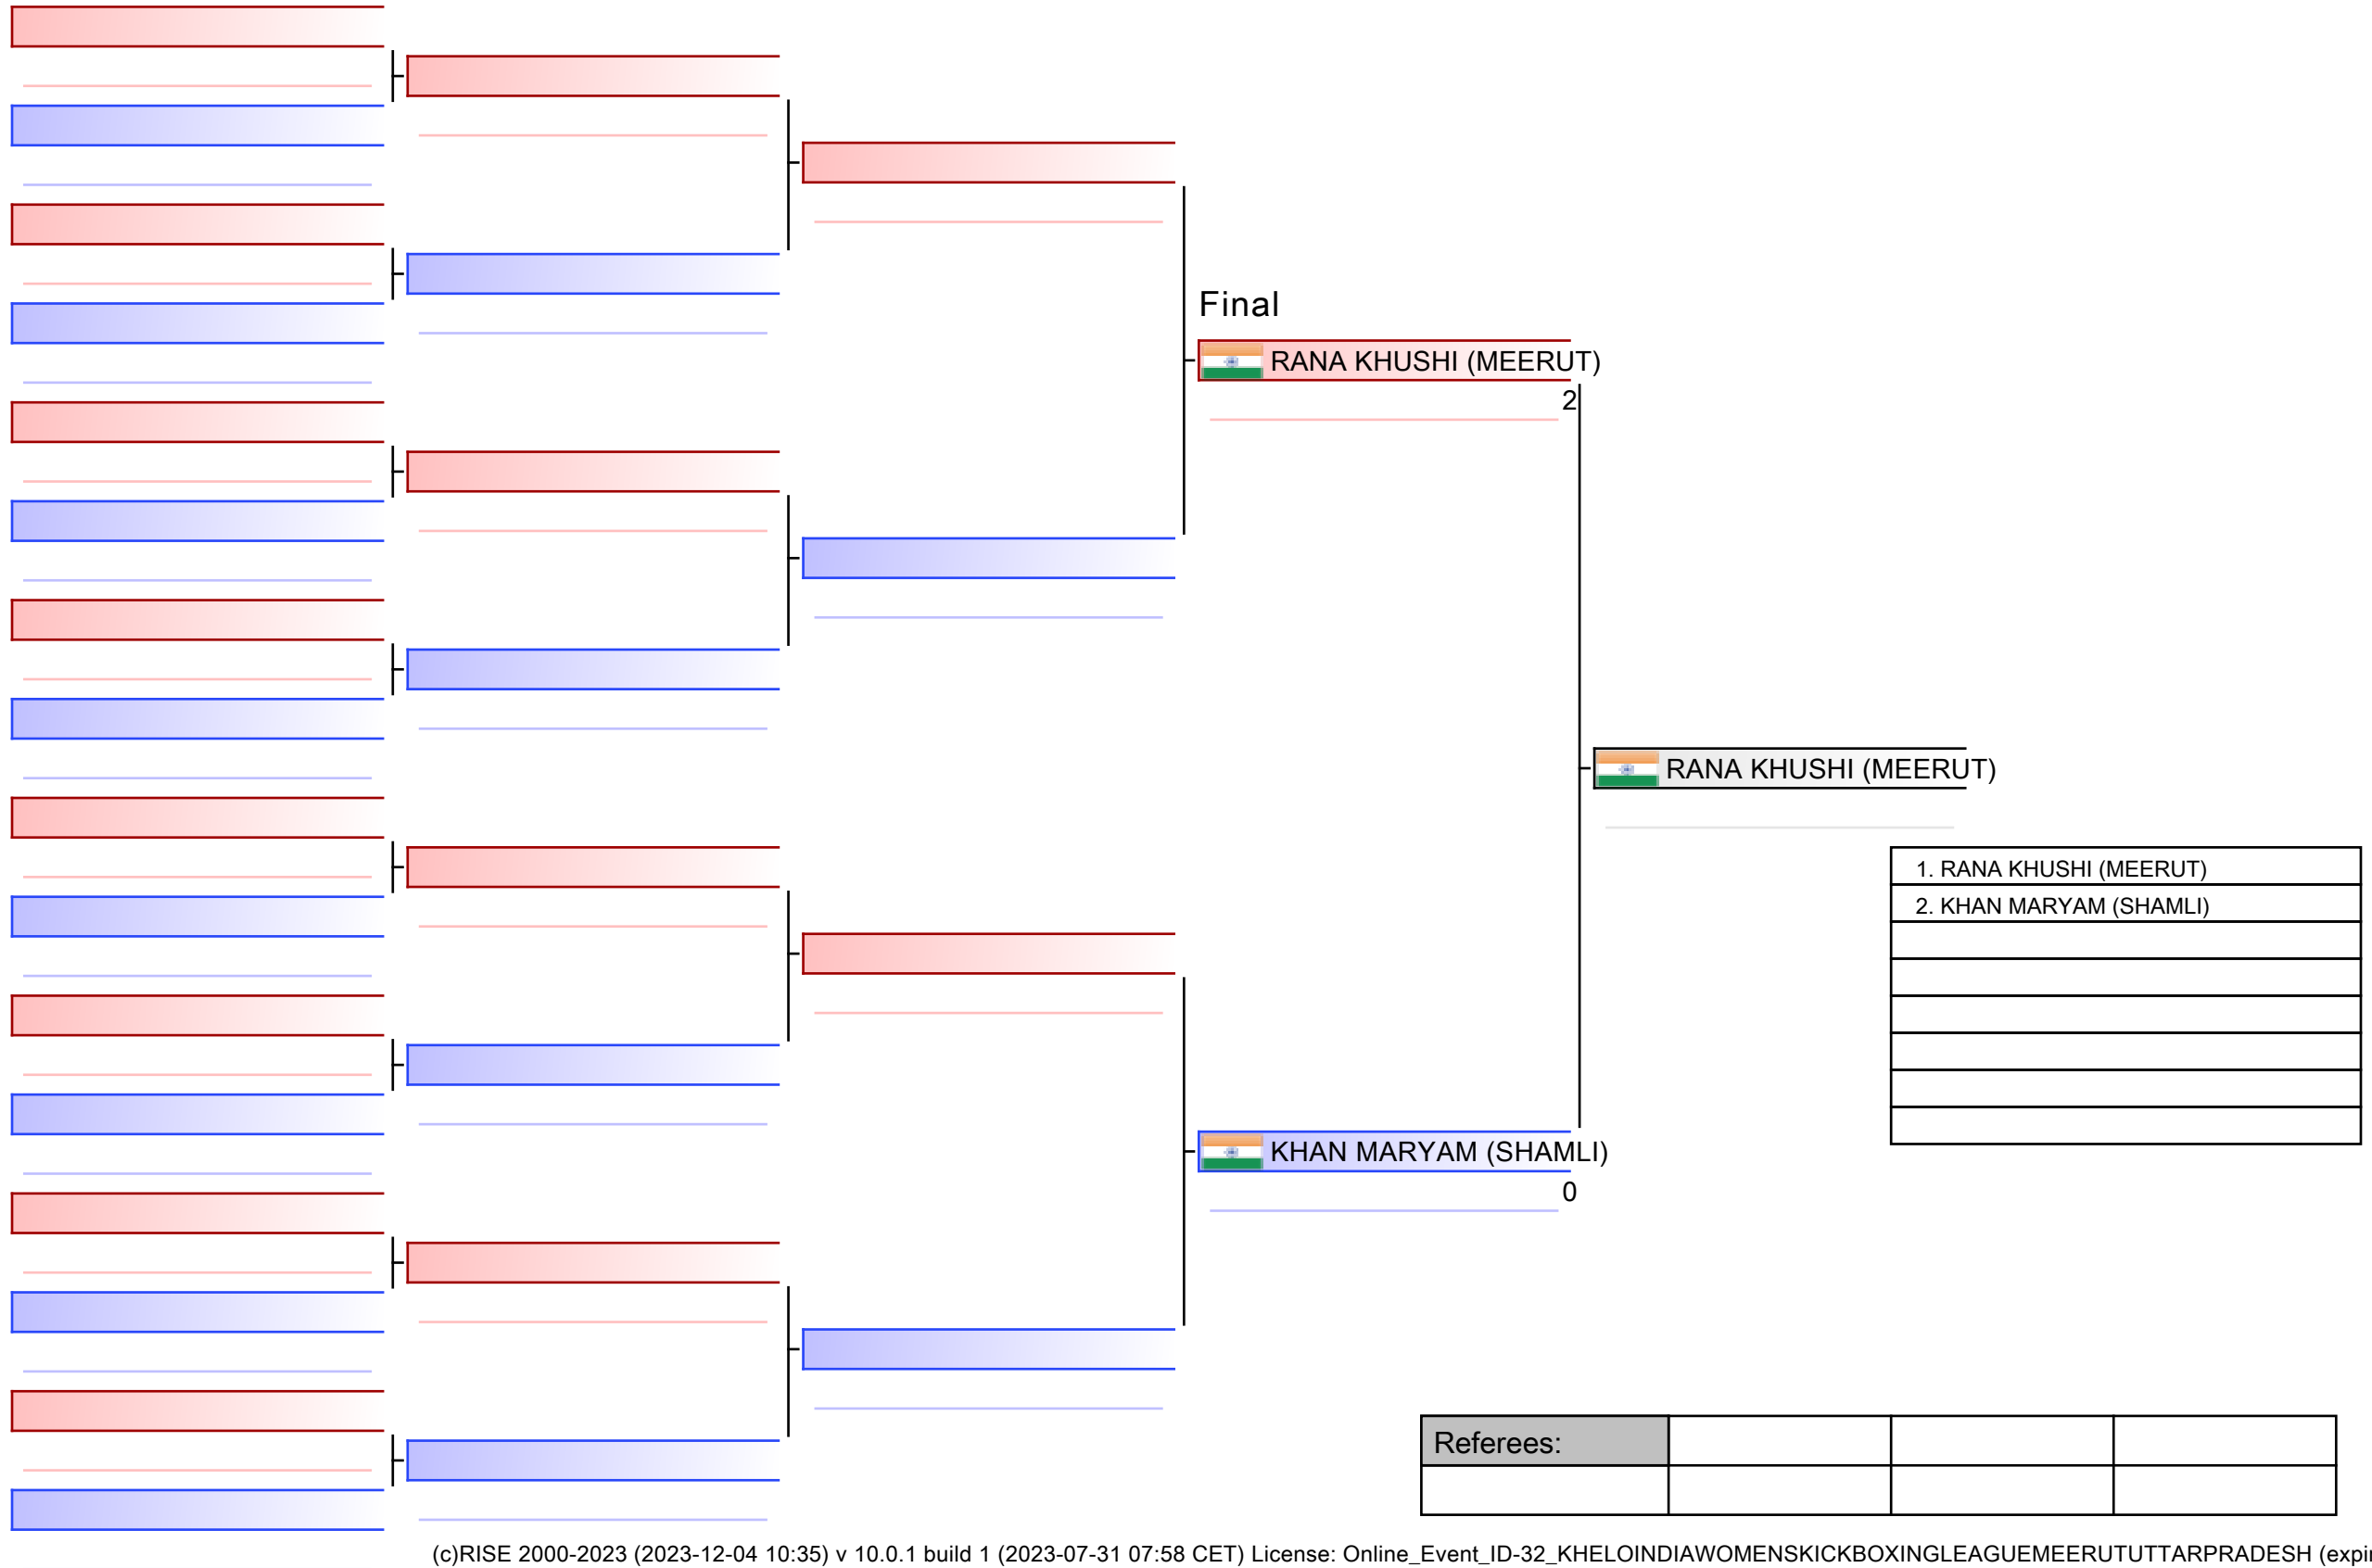 Final
RANA KHUSHI (MEERUT)
2
RANA KHUSHI (MEERUT)
1. RANA KHUSHI (MEERUT)
2. KHAN MARYAM (SHAMLI)
KHAN MARYAM (SHAMLI)
0
Referees:
(c)RISE 2000-2023 (2023-12-04 10:35) v 10.0.1 build 1 (2023-07-31 07:58 CET) License: Online_Event_ID-32_KHELOINDIAWOMENSKICKBOXINGLEAGUEMEERUTUTTARPRADESH